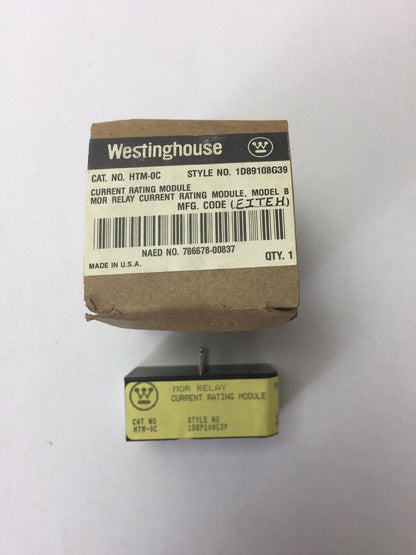 Westinghouse
W
CAT. NO. HTM-0C STYLE NO. 1D89108G39
CURRENT RATING MODULE
MOR RELAY CURRENT RATING MODULE, MODEL B
MFG. CODE (EITEH)
NAED NO. 786678-00837
MADE IN U.S.A. QTY. 1
W
MOR RELAY
CURRENT RATING MODULE
CAT NO STYLE NO
HTM-0C 1D89108G39